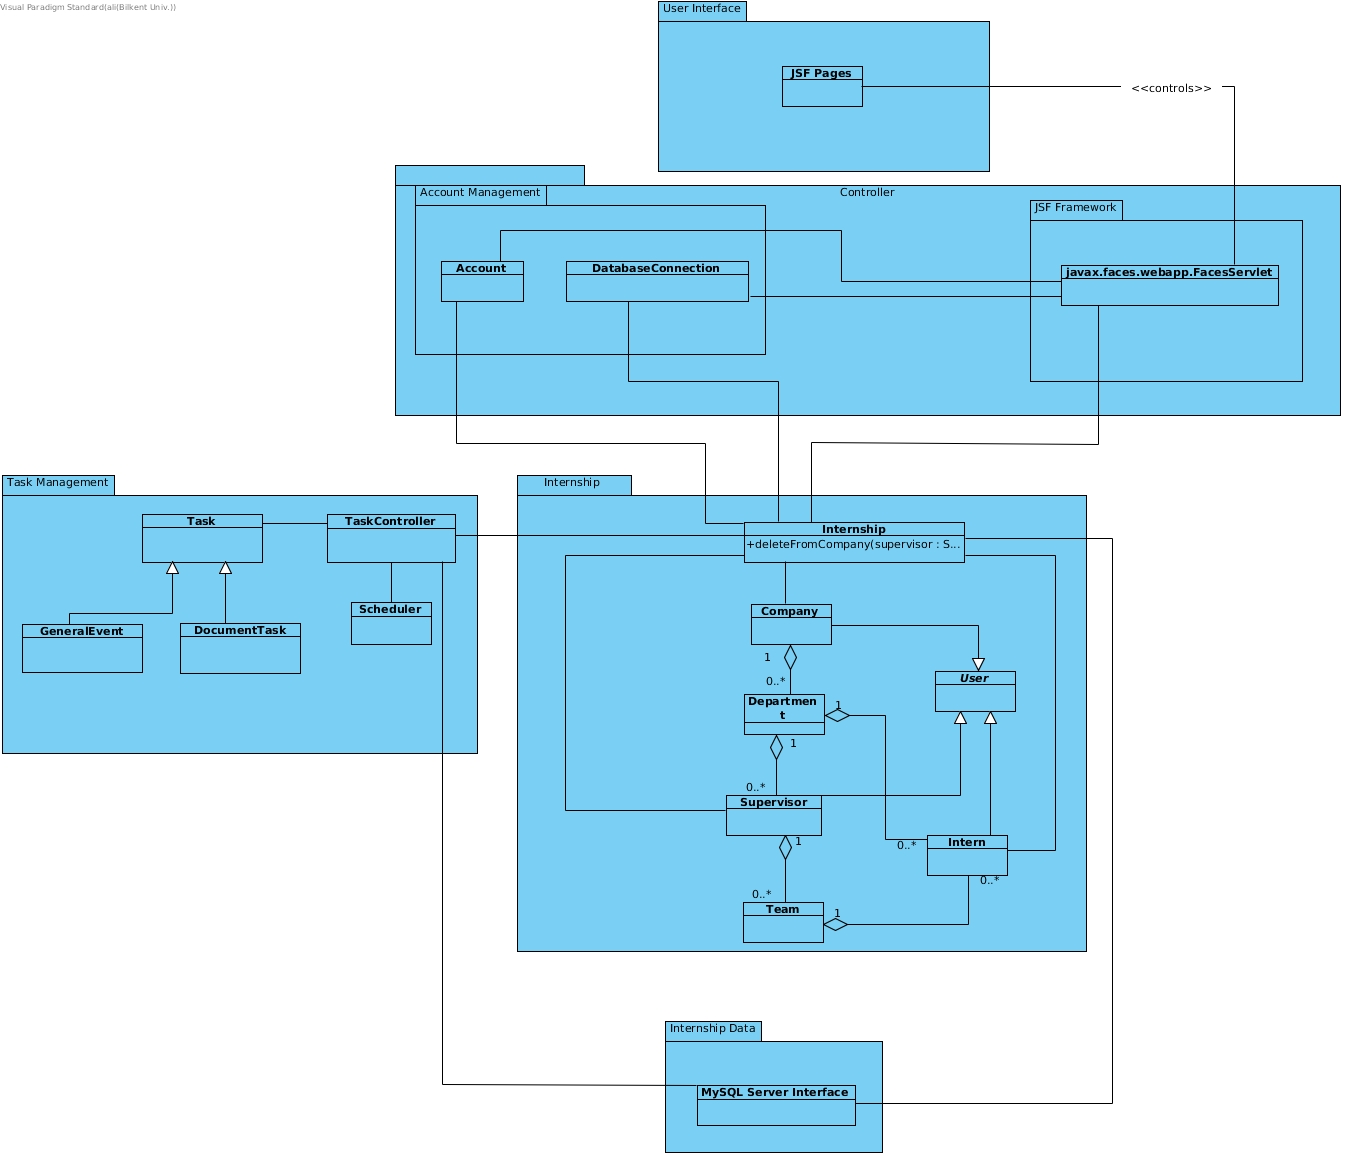 Visual Paradigm Standard(ali(Bilkent Univ.))
User Interface
JSF Pages
<<controls>>
Account Management
Controller
JSF Framework
Account
DatabaseConnection
javax.faces.webapp.FacesServlet
Task Management
Internship
Task
TaskController
Internship
+deleteFromCompany(supervisor : S...
Scheduler
Company
GeneralEvent
DocumentTask
1
0..*
User
Departmen
t
1
1
0..*
Supervisor
1
0..*
Intern
0..*
0..*
Team
1
Internship Data
MySQL Server Interface